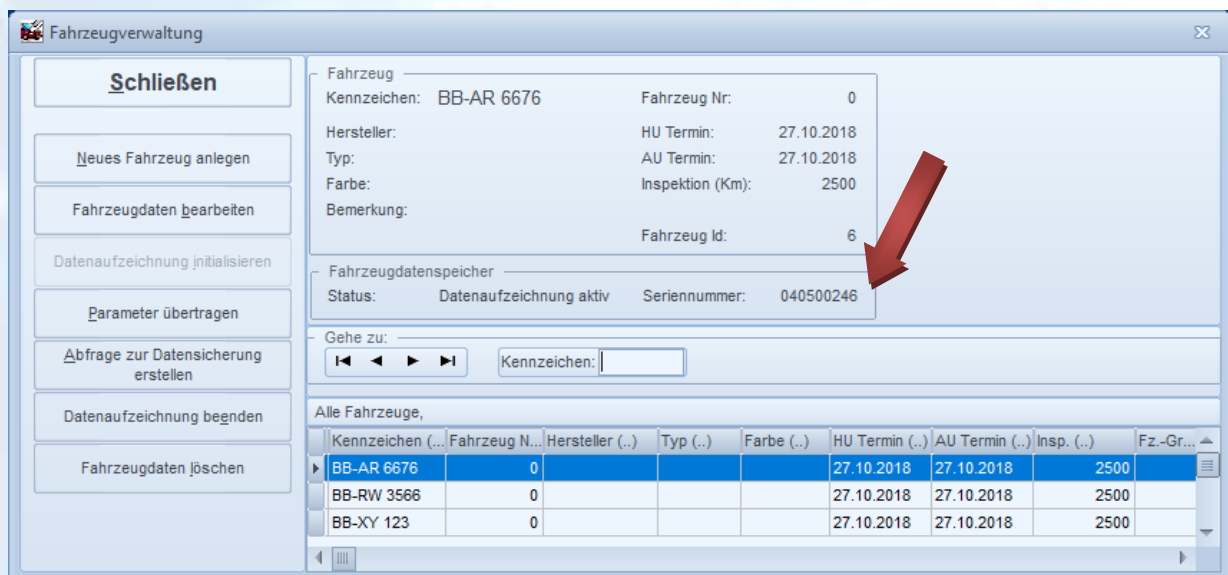 Fahrzeugverwaltung
Schließen
Neues Fahrzeug anlegen
Fahrzeugdaten bearbeiten
Datenaufzeichnung initialisieren
Parameter übertragen
Abfrage zur Datensicherung
erstellen
Datenaufzeichnung beenden
Fahrzeugdaten löschen
Fahrzeug
Kennzeichen: BB-AR 6676 Fahrzeug Nr: 0
Hersteller: HU Termin: 27.10.2018
Typ: AU Termin: 27.10.2018
Farbe: Inspektion (Km): 2500
Bemerkung:
Fahrzeug Id: 6
Fahrzeugdatenspeicher
Status: Datenaufzeichnung aktiv Seriennummer: 040500246
Gehe zu:
Kennzeichen:
Alle Fahrzeuge,
Kennzeichen (... Fahrzeug N... Hersteller (..) Typ (..) Farbe (..) HU Termin (..) AU Termin (..) Insp. (..) Fz.-Gr...
BB-AR 6676 0 27.10.2018 27.10.2018 2500
BB-RW 3566 0 27.10.2018 27.10.2018 2500
BB-XY 123 0 27.10.2018 27.10.2018 2500